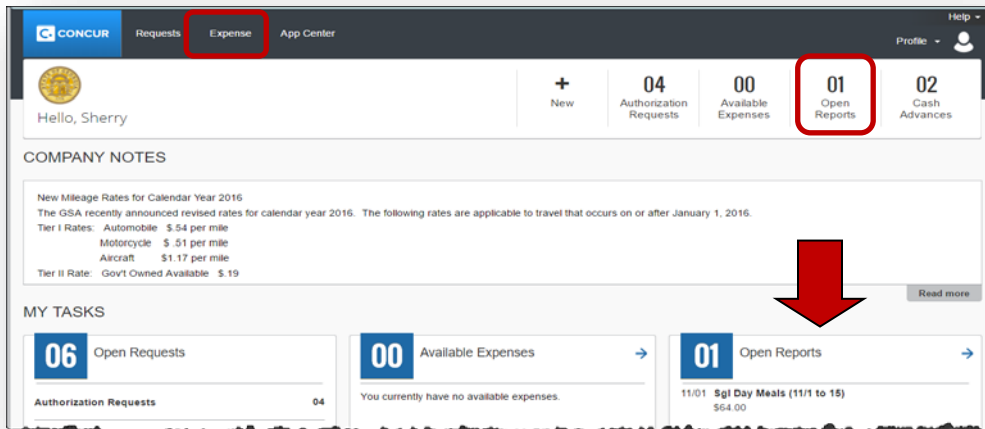 Help
CONCUR Requests Expense App Center
Profile
Hello, Sherry
+ 04 00 01 02
New Authorization Requests Available Expenses Open Reports Cash Advances
COMPANY NOTES
New Mileage Rates for Calendar Year 2016
The GSA recently announced revised rates for calendar year 2016. The following rates are applicable to travel that occurs on or after January 1, 2016.
Tier I Rates: Automobile $.54 per mile
Motorcycle $ .51 per mile
Aircraft $1.17 per mile
Tier II Rate: Gov't Owned Available $.19
Read more
MY TASKS
06 Open Requests
Authorization Requests 04
00 Available Expenses
You currently have no available expenses.
01 Open Reports
11/01 Sgl Day Meals (11/1 to 15)
$64.00